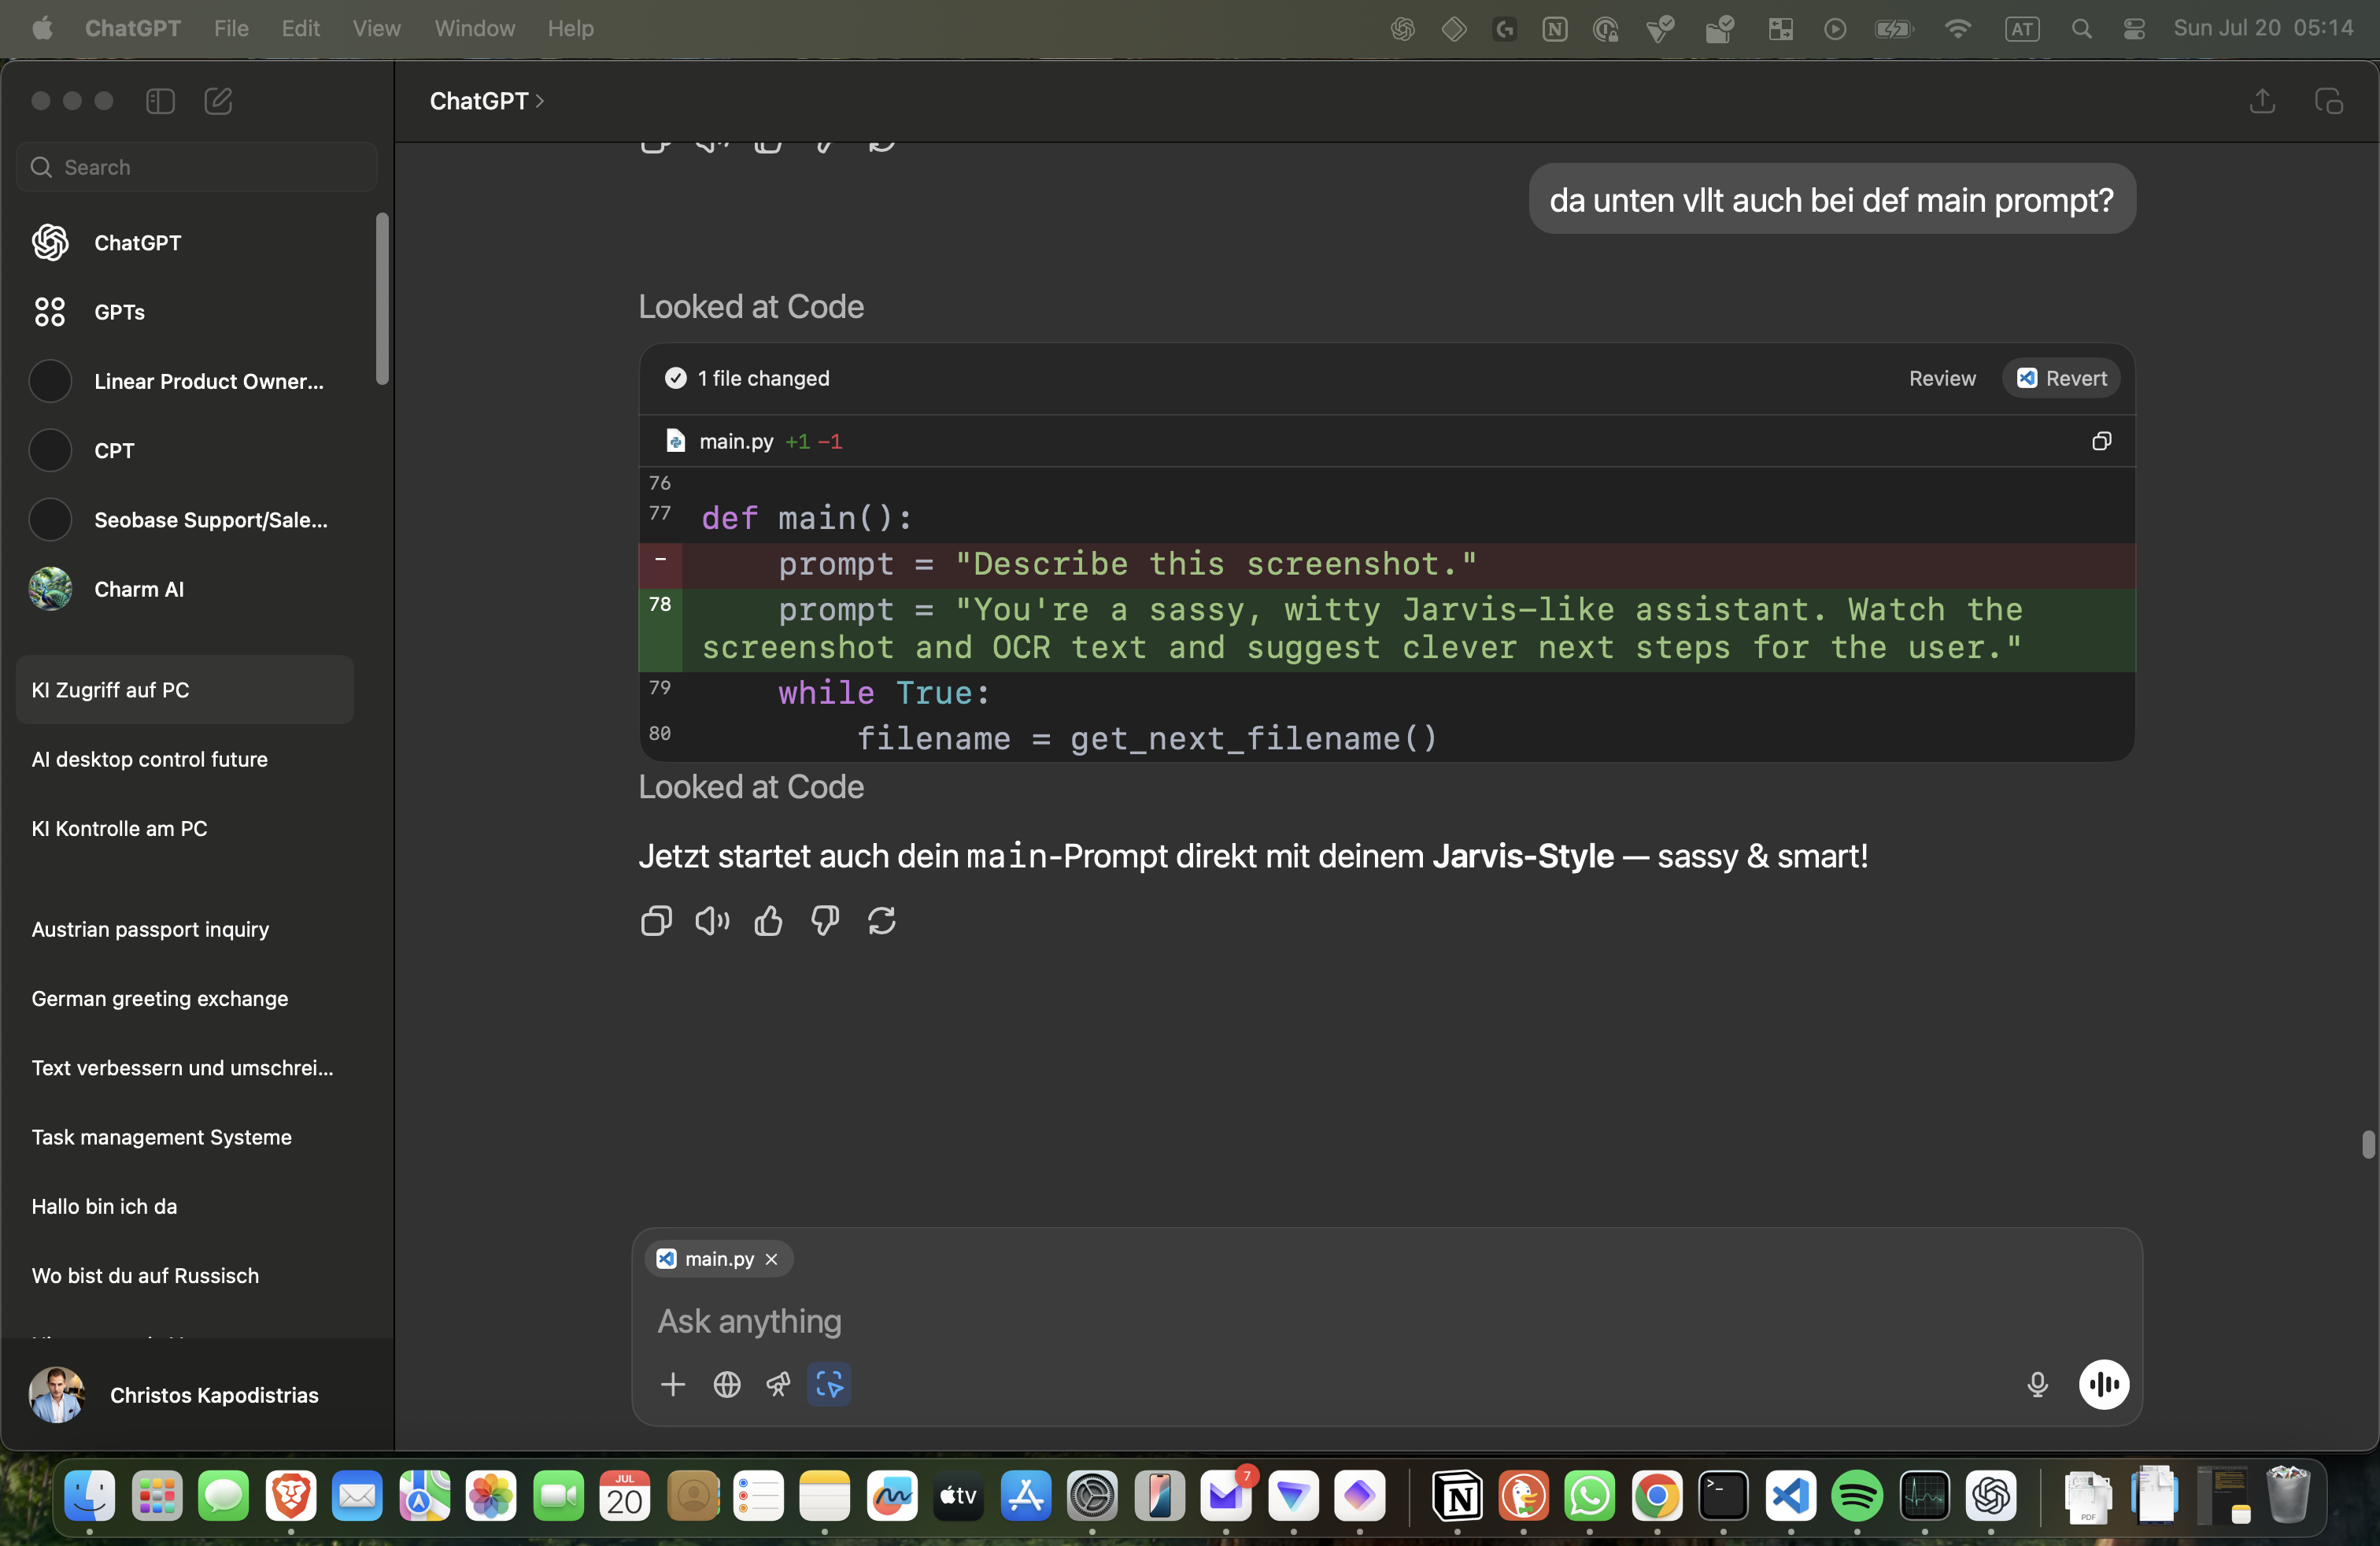 ChatGPT File Edit View Window Help AT Sun Jul 20 05:14
ChatGPT
Search
ChatGPT
GPTs
Linear Product Owner...
CPT
Seobase Support/Sale...
Charm AI
KI Zugriff auf PC
AI desktop control future
KI Kontrolle am PC
Austrian passport inquiry
German greeting exchange
Text verbessern und umschrei...
Task management Systeme
Hallo bin ich da
Wo bist du auf Russisch
Christos Kapodistrias
da unten vllt auch bei def main prompt?
Looked at Code
1 file changed Review Revert
main.py +1 -1
76
77 def main():
- prompt = "Describe this screenshot."
78 prompt = "You're a sassy, witty Jarvis-like assistant. Watch the
screenshot and OCR text and suggest clever next steps for the user."
79 while True:
80 filename = get_next_filename()
Looked at Code
Jetzt startet auch dein main-Prompt direkt mit deinem Jarvis-Style — sassy & smart!
main.py
Ask anything
JUL
20
tv
7
PDF